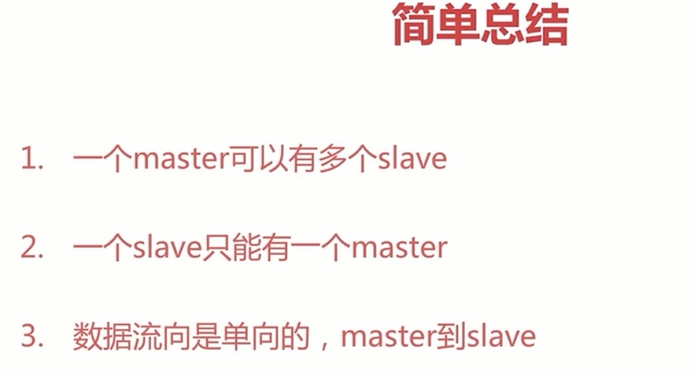 简单总结
1. 一个master可以有多个slave
2. 一个slave只能有一个master
3. 数据流向是单向的，master到slave